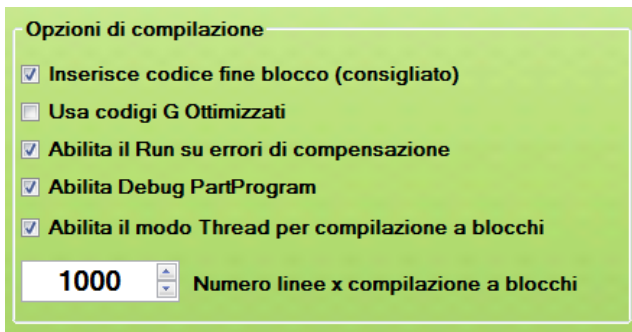 Opzioni di compilazione
Inserisce codice fine blocco (consigliato)
Usa codigi G Ottimizzati
Abilita il Run su errori di compensazione
Abilita Debug PartProgram
Abilita il modo Thread per compilazione a blocchi
1000 Numero linee x compilazione a blocchi